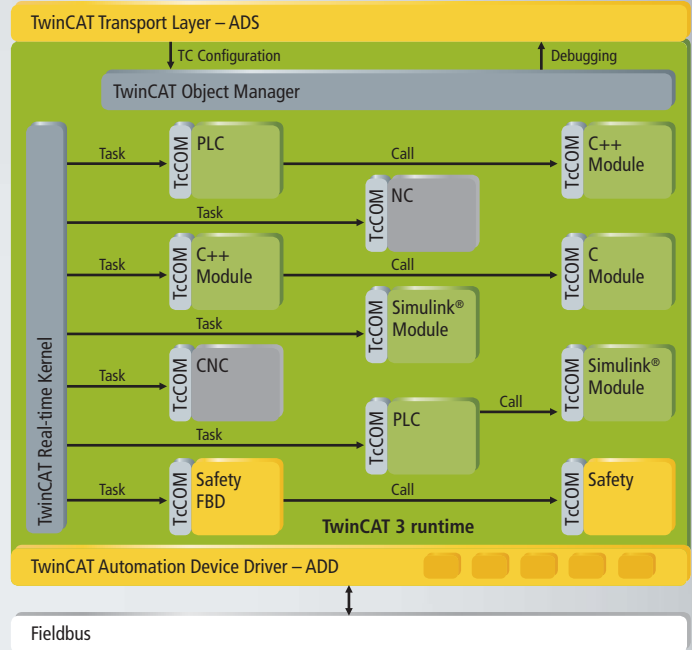 TwinCAT Transport Layer – ADS
TC Configuration
Debugging
TwinCAT Object Manager
TwinCAT Real-time Kernel
Task
TcCOM
PLC
Call
TcCOM
C++
Module
Task
TcCOM
NC
Task
TcCOM
C++
Module
Call
TcCOM
C
Module
Task
TcCOM
Simulink®
Module
Task
TcCOM
CNC
TcCOM
Simulink®
Module
Task
TcCOM
PLC
Call
Task
TcCOM
Safety
FBD
Call
TcCOM
Safety
TwinCAT 3 runtime
TwinCAT Automation Device Driver – ADD
Fieldbus